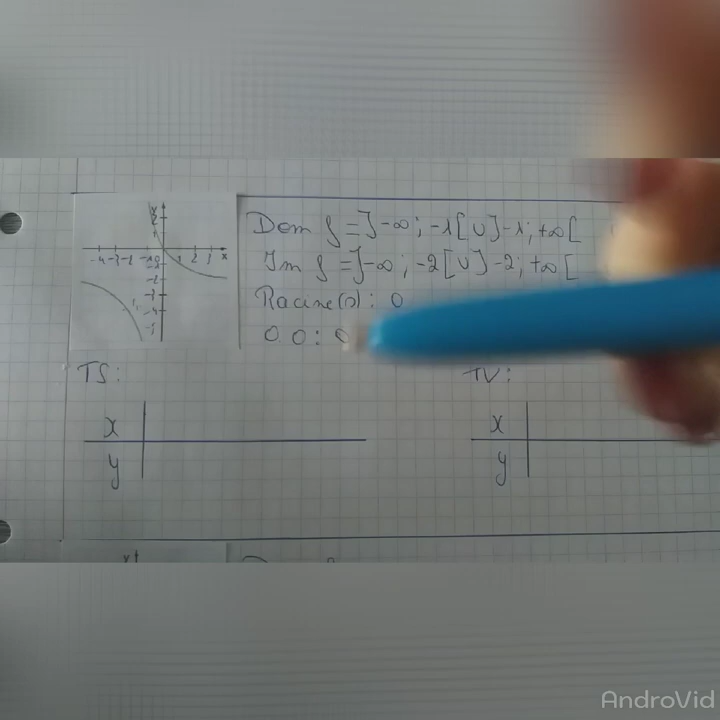 Dom f = ]-∞ ; -1[ ∪ ]-1 ; +∞ [
Im f = ]-∞ ; -2[ ∪ ]-2 ; +∞ [
Racine(s) : 0
O O : 0
TS :
x
y
TV :
x
y
AndroVid